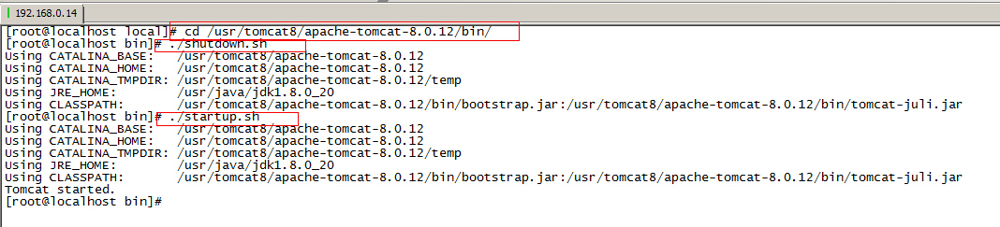 192.168.0.14
[root@localhost local]# cd /usr/tomcat8/apache-tomcat-8.0.12/bin/
[root@localhost bin]# ./shutdown.sh
Using CATALINA_BASE:   /usr/tomcat8/apache-tomcat-8.0.12
Using CATALINA_HOME:   /usr/tomcat8/apache-tomcat-8.0.12
Using CATALINA_TMPDIR: /usr/tomcat8/apache-tomcat-8.0.12/temp
Using JRE_HOME:        /usr/java/jdk1.8.0_20
Using CLASSPATH:       /usr/tomcat8/apache-tomcat-8.0.12/bin/bootstrap.jar:/usr/tomcat8/apache-tomcat-8.0.12/bin/tomcat-juli.jar
[root@localhost bin]# ./startup.sh
Using CATALINA_BASE:   /usr/tomcat8/apache-tomcat-8.0.12
Using CATALINA_HOME:   /usr/tomcat8/apache-tomcat-8.0.12
Using CATALINA_TMPDIR: /usr/tomcat8/apache-tomcat-8.0.12/temp
Using JRE_HOME:        /usr/java/jdk1.8.0_20
Using CLASSPATH:       /usr/tomcat8/apache-tomcat-8.0.12/bin/bootstrap.jar:/usr/tomcat8/apache-tomcat-8.0.12/bin/tomcat-juli.jar
Tomcat started.
[root@localhost bin]#